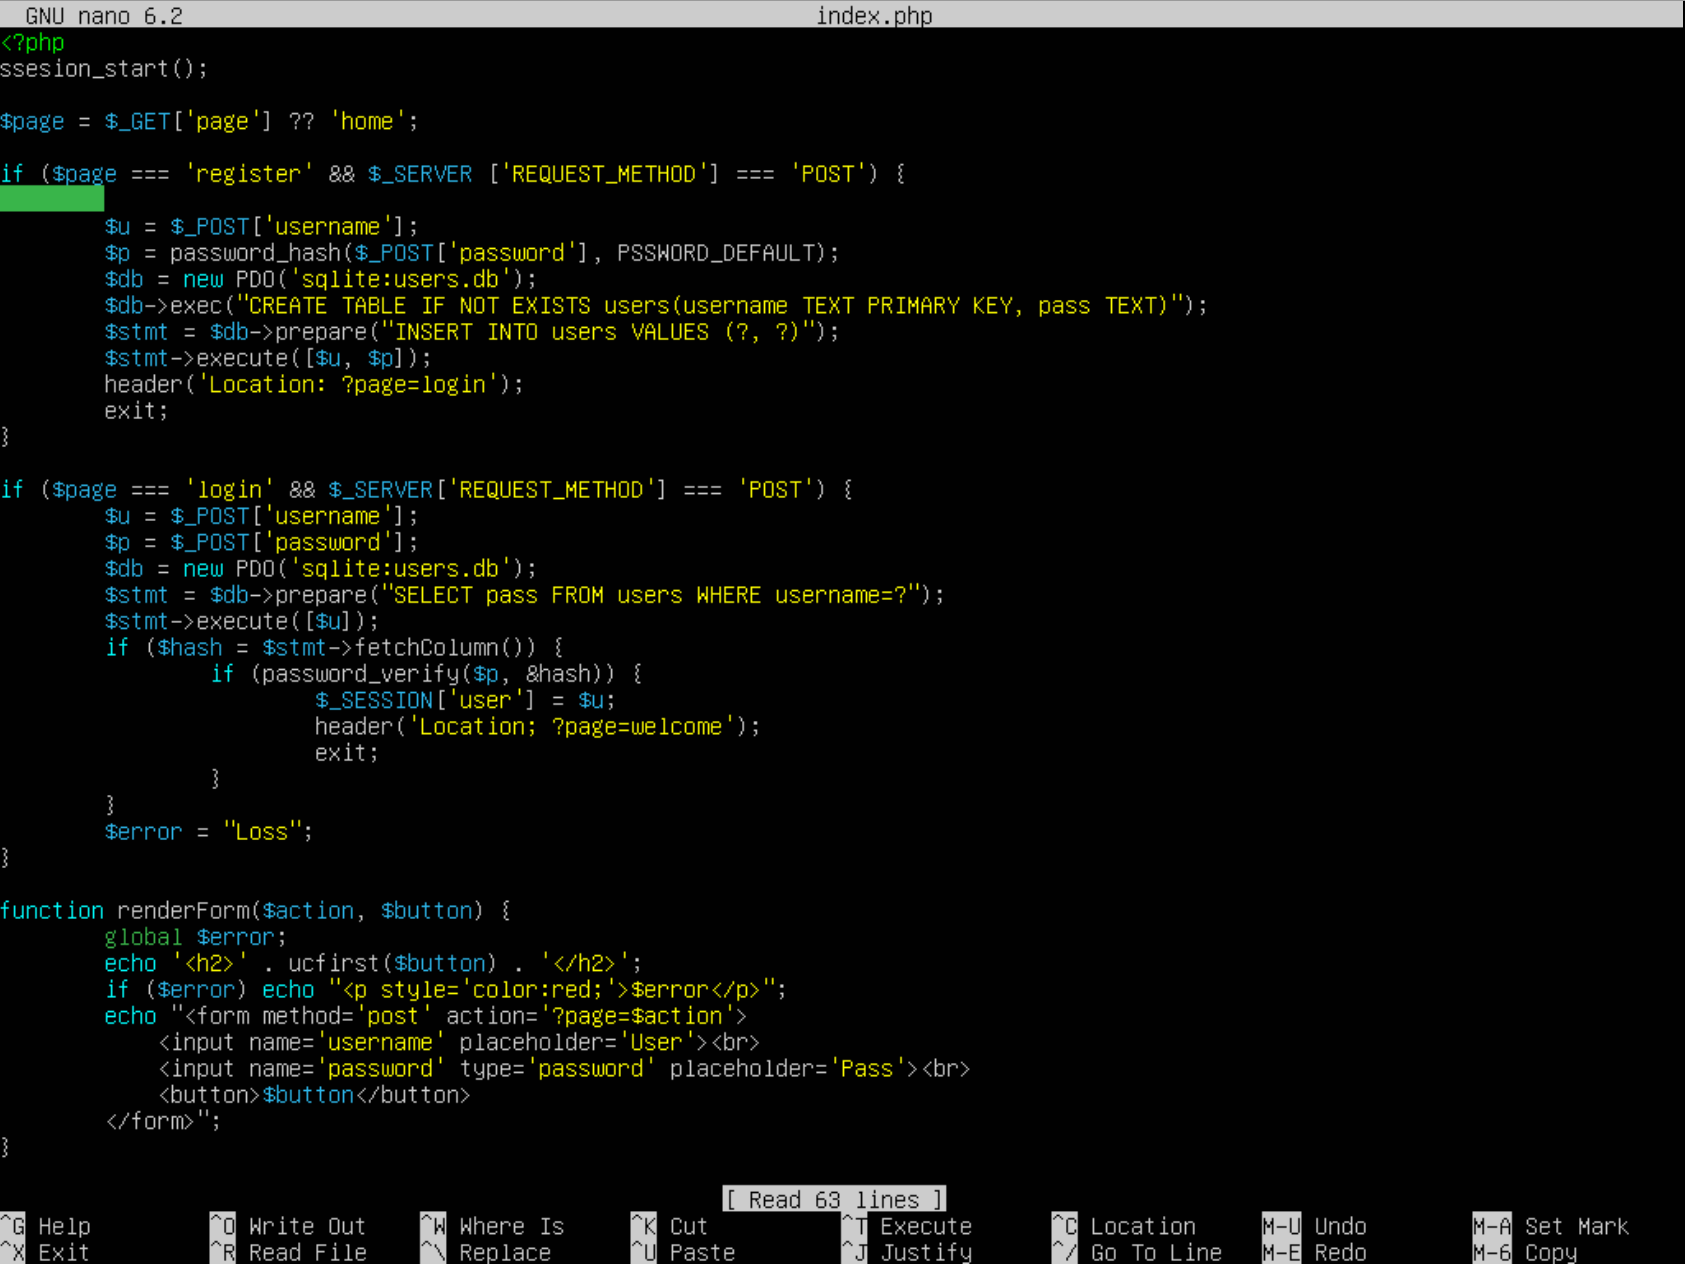 GNU nano 6.2 index.php
<?php
ssesion_start();
$page = $_GET['page'] ?? 'home';
if ($page === 'register' && $_SERVER ['REQUEST_METHOD'] === 'POST') {
$u = $_POST['username'];
$p = password_hash($_POST['password'], PSSWORD_DEFAULT);
$db = new PDO('sqlite:users.db');
$db->exec("CREATE TABLE IF NOT EXISTS users(username TEXT PRIMARY KEY, pass TEXT)");
$stmt = $db->prepare("INSERT INTO users VALUES (?, ?)");
$stmt->execute([$u, $p]);
header('Location: ?page=login');
exit;
}
if ($page === 'login' && $_SERVER['REQUEST_METHOD'] === 'POST') {
$u = $_POST['username'];
$p = $_POST['password'];
$db = new PDO('sqlite:users.db');
$stmt = $db->prepare("SELECT pass FROM users WHERE username=?");
$stmt->execute([$u]);
if ($hash = $stmt->fetchColumn()) {
if (password_verify($p, &hash)) {
$_SESSION['user'] = $u;
header('Location; ?page=welcome');
exit;
}
}
$error = "Loss";
}
function renderForm($action, $button) {
global $error;
echo '<h2>' . ucfirst($button) . '</h2>';
if ($error) echo "<p style='color:red;'>$error</p>";
echo "<form method='post' action='?page=$action'>
<input name='username' placeholder='User'><br>
<input name='password' type='password' placeholder='Pass'><br>
<button>$button</button>
</form>";
}
[ Read 63 lines ]
^G Help ^O Write Out ^W Where Is ^K Cut ^T Execute ^C Location M-U Undo M-A Set Mark
^X Exit ^R Read File ^\ Replace ^U Paste ^J Justify ^/ Go To Line M-E Redo M-6 Copy